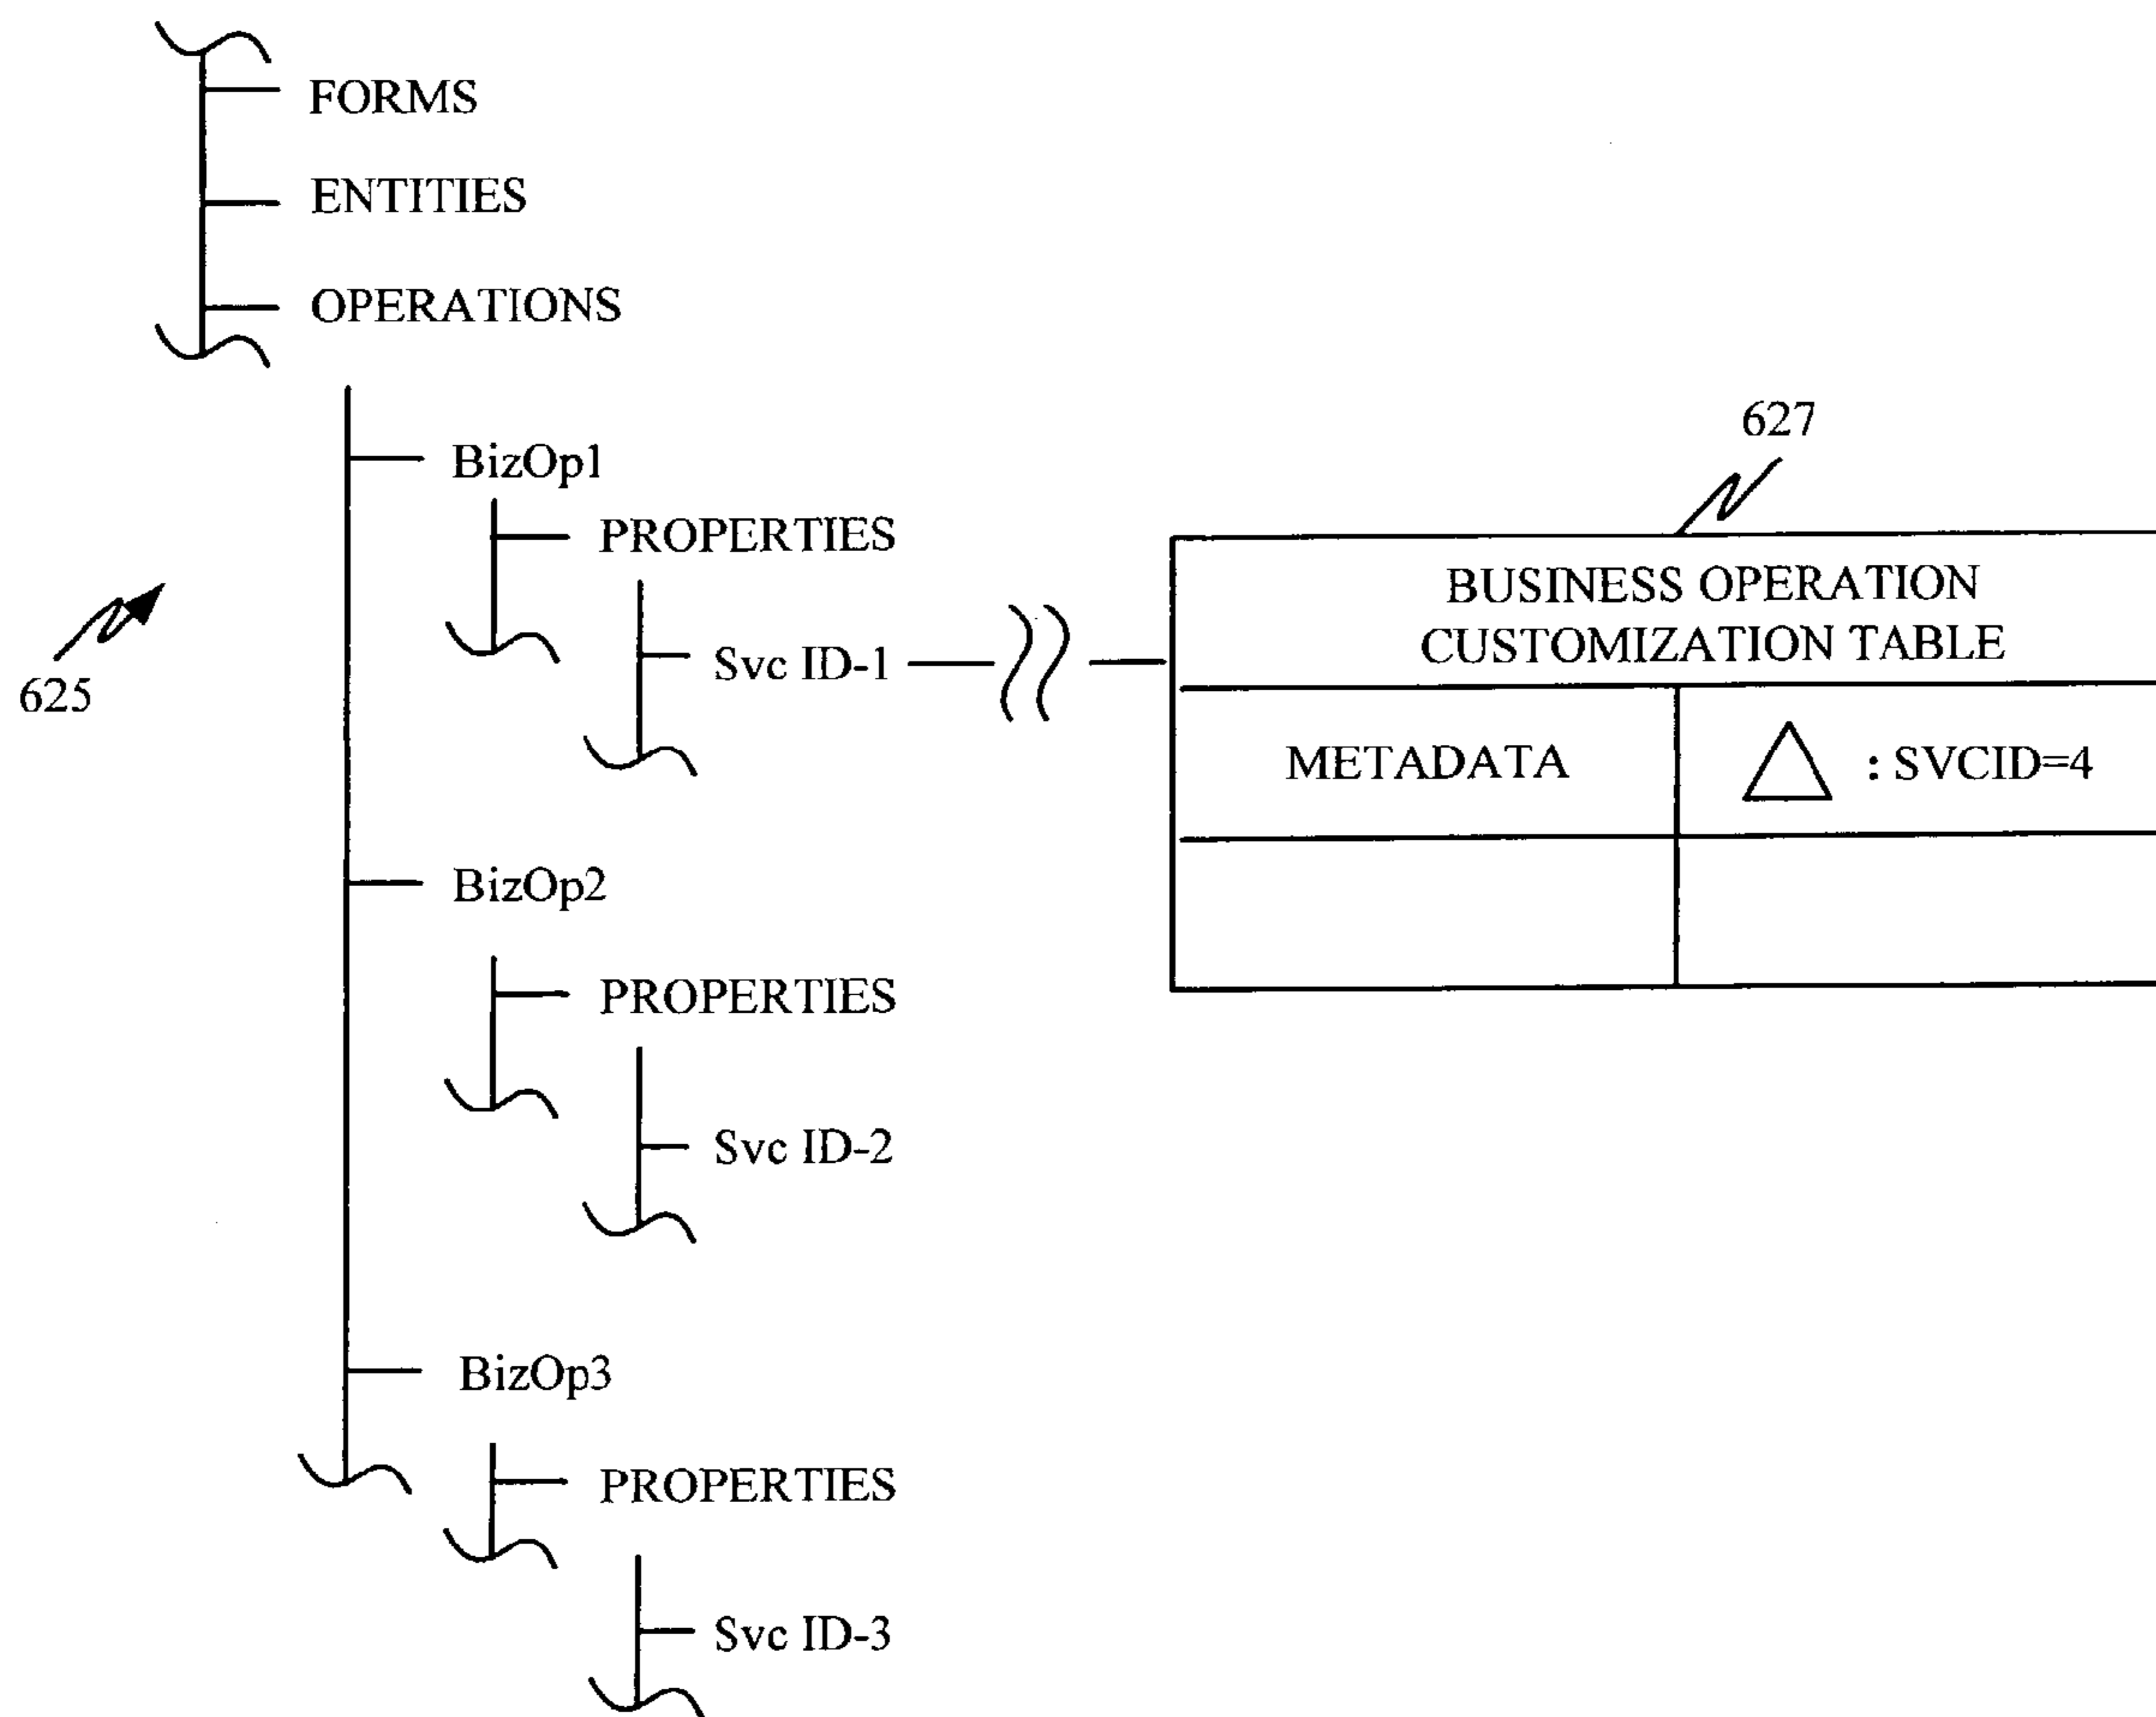 FORMS
ENTITIES
OPERATIONS
627
BizOp1
PROPERTIES
BUSINESS OPERATION
CUSTOMIZATION TABLE
Svc ID-1
625
METADATA
: SVCID=4
BizOp2
PROPERTIES
Svc ID-2
BizOp3
PROPERTIES
Svc ID-3